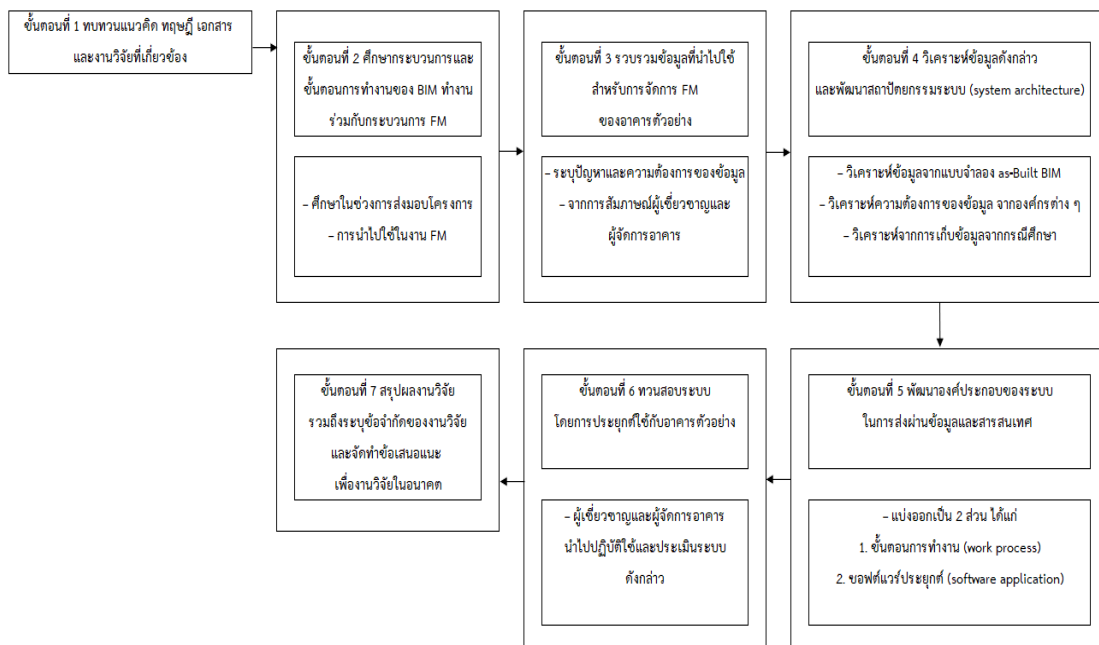 ขั้นตอนที่ 1 ทบทวนแนวคิด ทฤษฎี เอกสาร
และงานวิจัยที่เกี่ยวข้อง
ขั้นตอนที่ 2 ศึกษากระบวนการและ
ขั้นตอนการทำงานของ BIM ทำงาน
ร่วมกับกระบวนการ FM
– ศึกษาในช่วงการส่งมอบโครงการ
– การนำไปใช้ในงาน FM
ขั้นตอนที่ 3 รวบรวมข้อมูลที่นำไปใช้
สำหรับการจัดการ FM
ของอาคารตัวอย่าง
– ระบุปัญหาและความต้องการของข้อมูล
– จากการสัมภาษณ์ผู้เชี่ยวชาญและ
ผู้จัดการอาคาร
ขั้นตอนที่ 4 วิเคราะห์ข้อมูลดังกล่าว
และพัฒนาสถาปัตยกรรมระบบ (system architecture)
– วิเคราะห์ข้อมูลจากแบบจำลอง as-Built BIM
– วิเคราะห์ความต้องการของข้อมูล จากองค์กรต่าง ๆ
– วิเคราะห์จากการเก็บข้อมูลจากกรณีศึกษา
ขั้นตอนที่ 5 พัฒนาองค์ประกอบของระบบ
ในการส่งผ่านข้อมูลและสารสนเทศ
– แบ่งออกเป็น 2 ส่วน ได้แก่
1. ขั้นตอนการทำงาน (work process)
2. ซอฟต์แวร์ประยุกต์ (software application)
ขั้นตอนที่ 6 ทวนสอบระบบ
โดยการประยุกต์ใช้กับอาคารตัวอย่าง
– ผู้เชี่ยวชาญและผู้จัดการอาคาร
นำไปปฏิบัติใช้และประเมินระบบ
ดังกล่าว
ขั้นตอนที่ 7 สรุปผลงานวิจัย
รวมถึงระบุข้อจำกัดของงานวิจัย
และจัดทำข้อเสนอแนะ
เพื่องานวิจัยในอนาคต